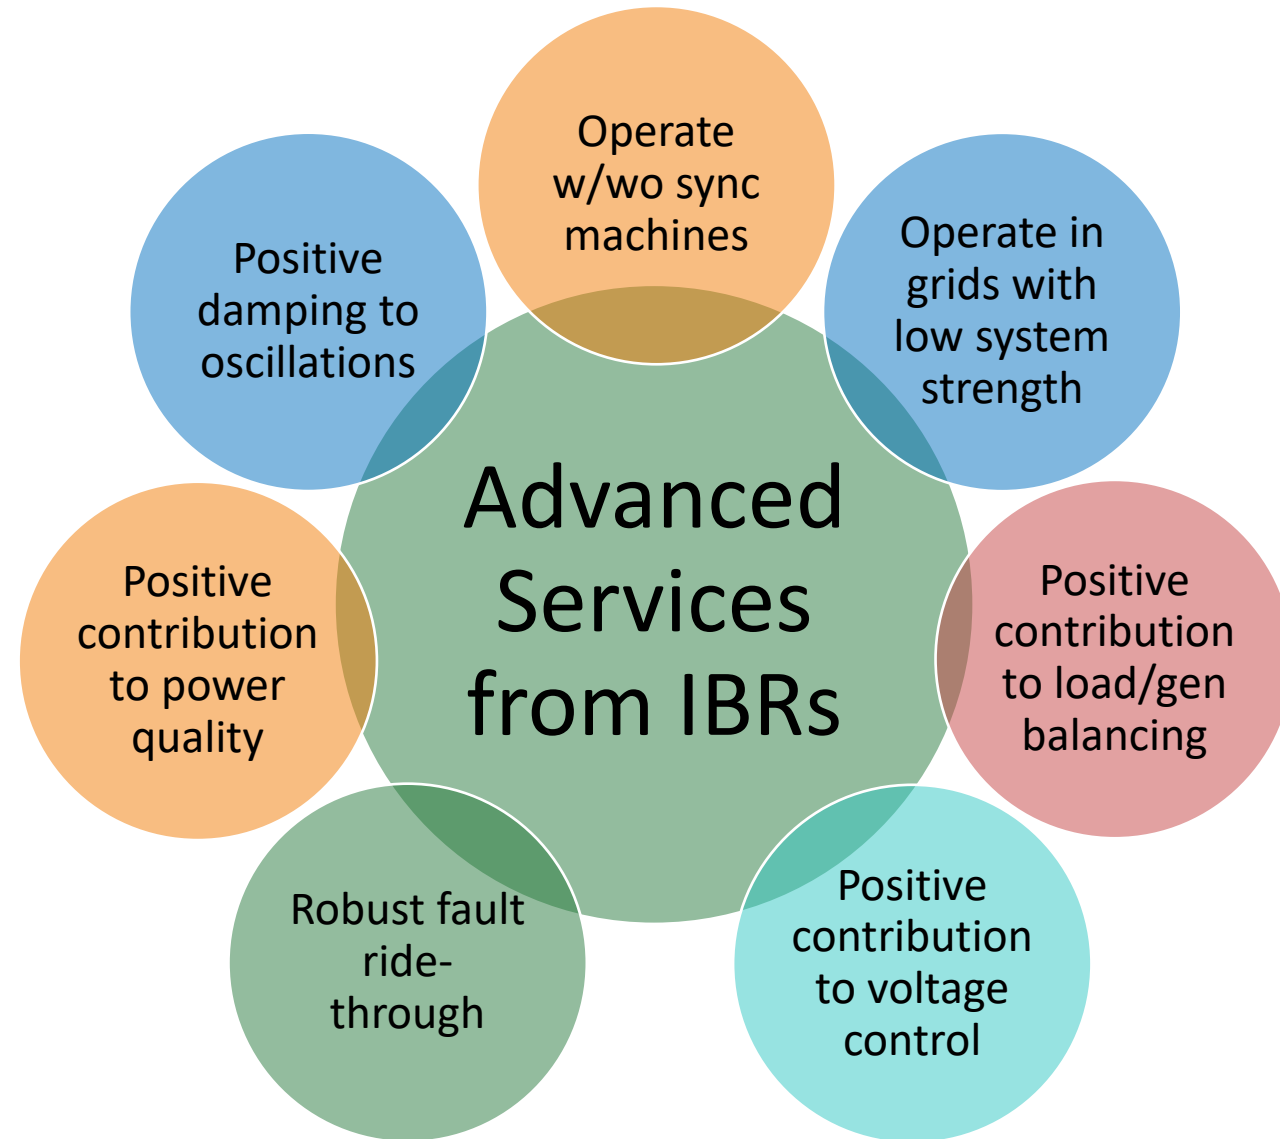 Operate
w/wo sync
machines
Operate in
grids with
low system
strength
Positive
contribution
to load/gen
balancing
Positive
contribution
to voltage
control
Robust fault
ride-
through
Positive
contribution
to power
quality
Positive
damping to
oscillations
Advanced
Services
from IBRs